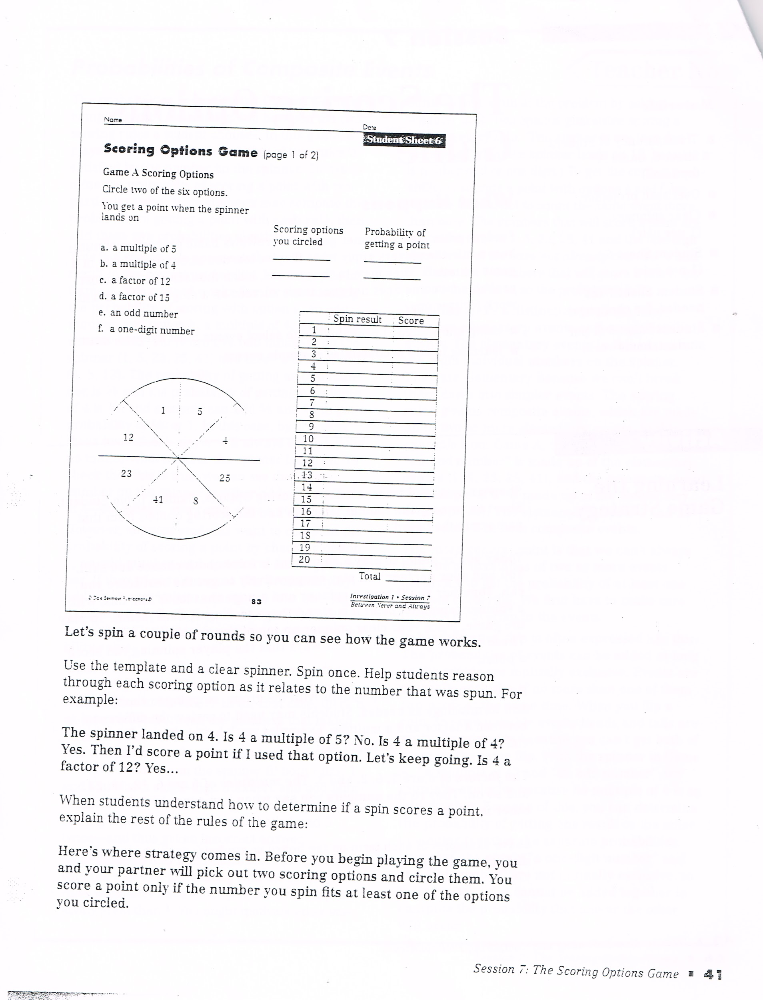 Name
Date
Student Sheet 6
Scoring Options Game (page 1 of 2)
Game A Scoring Options
Circle two of the six options.
You get a point when the spinner
lands on
Scoring options
you circled
Probability of
getting a point
a. a multiple of 5
b. a multiple of 4
c. a factor of 12
d. a factor of 15
e. an odd number
f. a one-digit number
Spin result Score
1
2
3
4
5
6
7
8
9
10
11
12
13
14
15
16
17
18
19
20
Total
1 5
12 4
23 25
41 8
© Dale Seymour Publications®
83
Investigation 1 • Session 7
Between Never and Always
Let's spin a couple of rounds so you can see how the game works.
Use the template and a clear spinner. Spin once. Help students reason
through each scoring option as it relates to the number that was spun. For
example:
The spinner landed on 4. Is 4 a multiple of 5? No. Is 4 a multiple of 4?
Yes. Then I'd score a point if I used that option. Let's keep going. Is 4 a
factor of 12? Yes...
When students understand how to determine if a spin scores a point,
explain the rest of the rules of the game:
Here's where strategy comes in. Before you begin playing the game, you
and your partner will pick out two scoring options and circle them. You
score a point only if the number you spin fits at least one of the options
you circled.
Session 7: The Scoring Options Game ■ 41